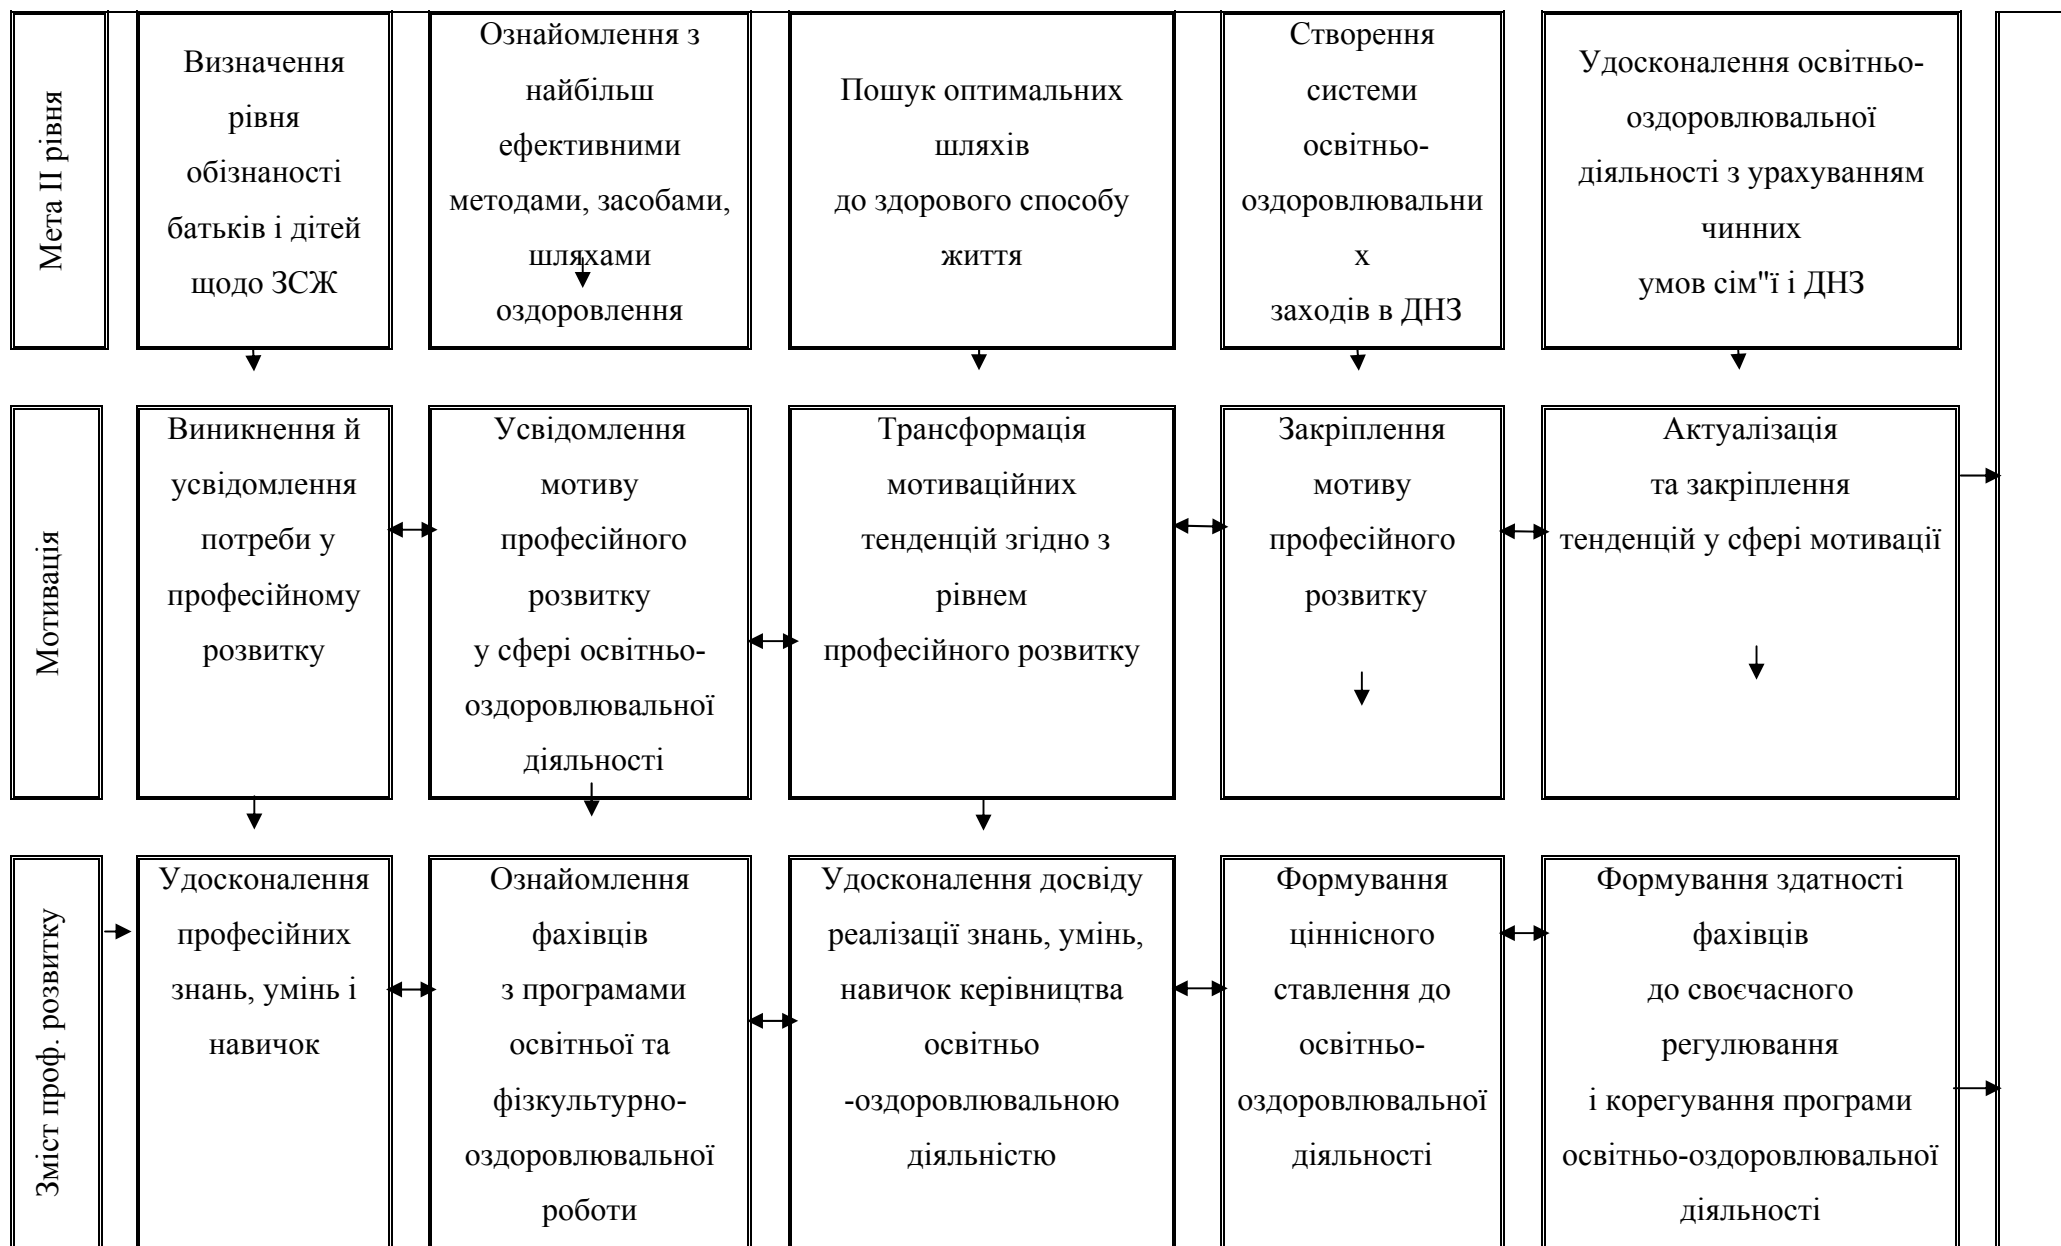 Мета II рівня
Визначення
рівня
обізнаності
батьків і дітей
щодо ЗСЖ
Ознайомлення з
найбільш
ефективними
методами, засобами,
шляхами
оздоровлення
Пошук оптимальних
шляхів
до здорового способу
життя
Створення
системи
освітньо-
оздоровлювальни
х
заходів в ДНЗ
Удосконалення освітньо-
оздоровлювальної
діяльності з урахуванням
чинних
умов сім"ї і ДНЗ
Мотивація
Виникнення й
усвідомлення
потреби у
професійному
розвитку
Усвідомлення
мотиву
професійного
розвитку
у сфері освітньо-
оздоровлювальної
діяльності
Трансформація
мотиваційних
тенденцій згідно з
рівнем
професійного розвитку
Закріплення
мотиву
професійного
розвитку
Актуалізація
та закріплення
тенденцій у сфері мотивації
Зміст проф. розвитку
Удосконалення
професійних
знань, умінь і
навичок
Ознайомлення
фахівців
з програмами
освітньої та
фізкультурно-
оздоровлювальної
роботи
Удосконалення досвіду
реалізації знань, умінь,
навичок керівництва
освітньо
-оздоровлювальною
діяльністю
Формування
ціннісного
ставлення до
освітньо-
оздоровлювальної
діяльності
Формування здатності
фахівців
до своєчасного
регулювання
і корегування програми
освітньо-оздоровлювальної
діяльності